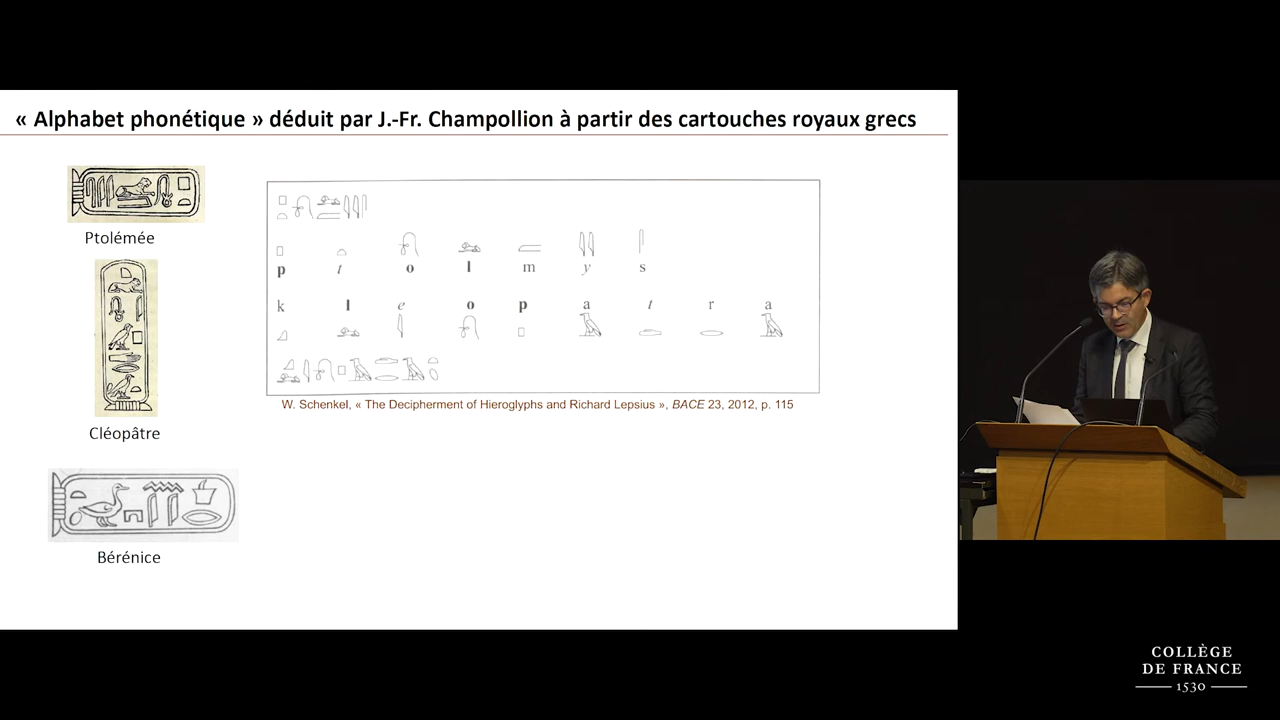 « Alphabet phonétique » déduit par J.-Fr. Champollion à partir des cartouches royaux grecs
Ptolémée
Cléopâtre
Bérénice
p t o l m y s
k l e o p a t r a
W. Schenkel, « The Decipherment of Hieroglyphs and Richard Lepsius », BACE 23, 2012, p. 115
COLLÈGE
DE FRANCE
1530